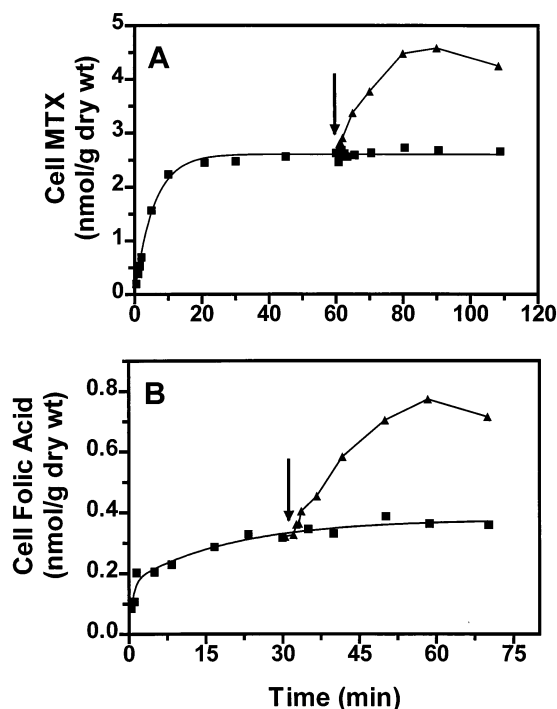 A
Cell MTX
(nmol/g dry wt)
5
4
3
2
1
0
0 20 40 60 80 100 120
B
Cell Folic Acid
(nmol/g dry wt)
0.8
0.6
0.4
0.2
0.0
0 15 30 45 60 75
Time (min)